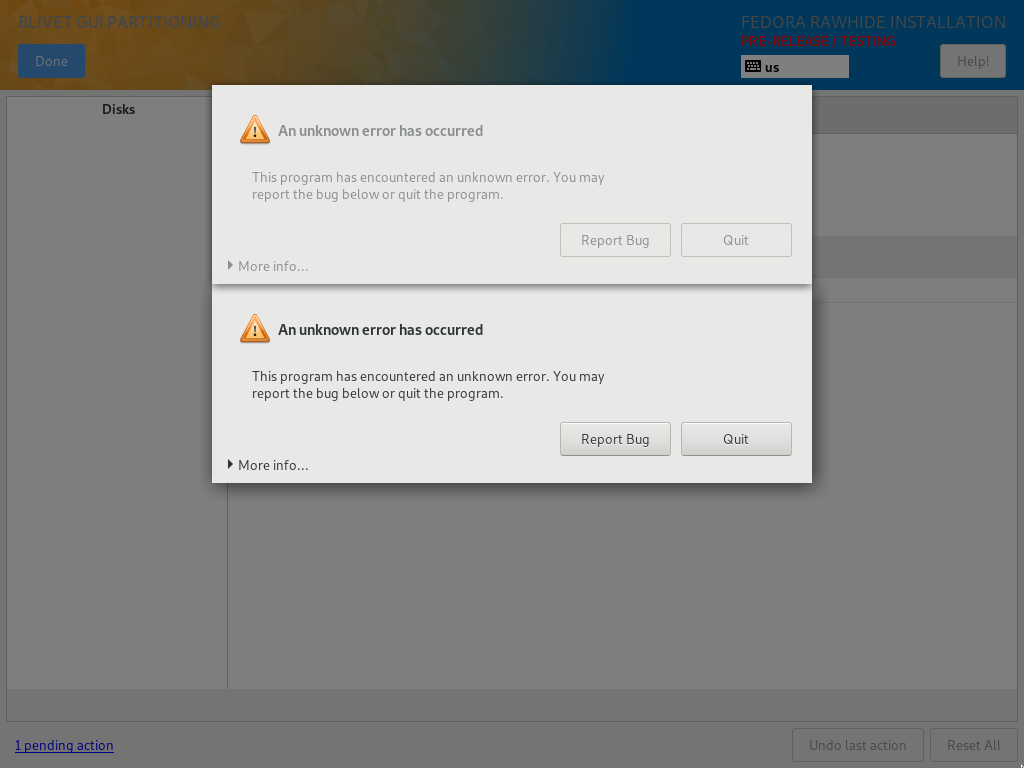 BLIVET GUI PARTITIONING
FEDORA RAWHIDE INSTALLATION
PRE-RELEASE / TESTING
Done
us
Help!
Disks
An unknown error has occurred
This program has encountered an unknown error. You may
report the bug below or quit the program.
Report Bug
Quit
More info...
An unknown error has occurred
This program has encountered an unknown error. You may
report the bug below or quit the program.
Report Bug
Quit
More info...
1 pending action
Undo last action
Reset All